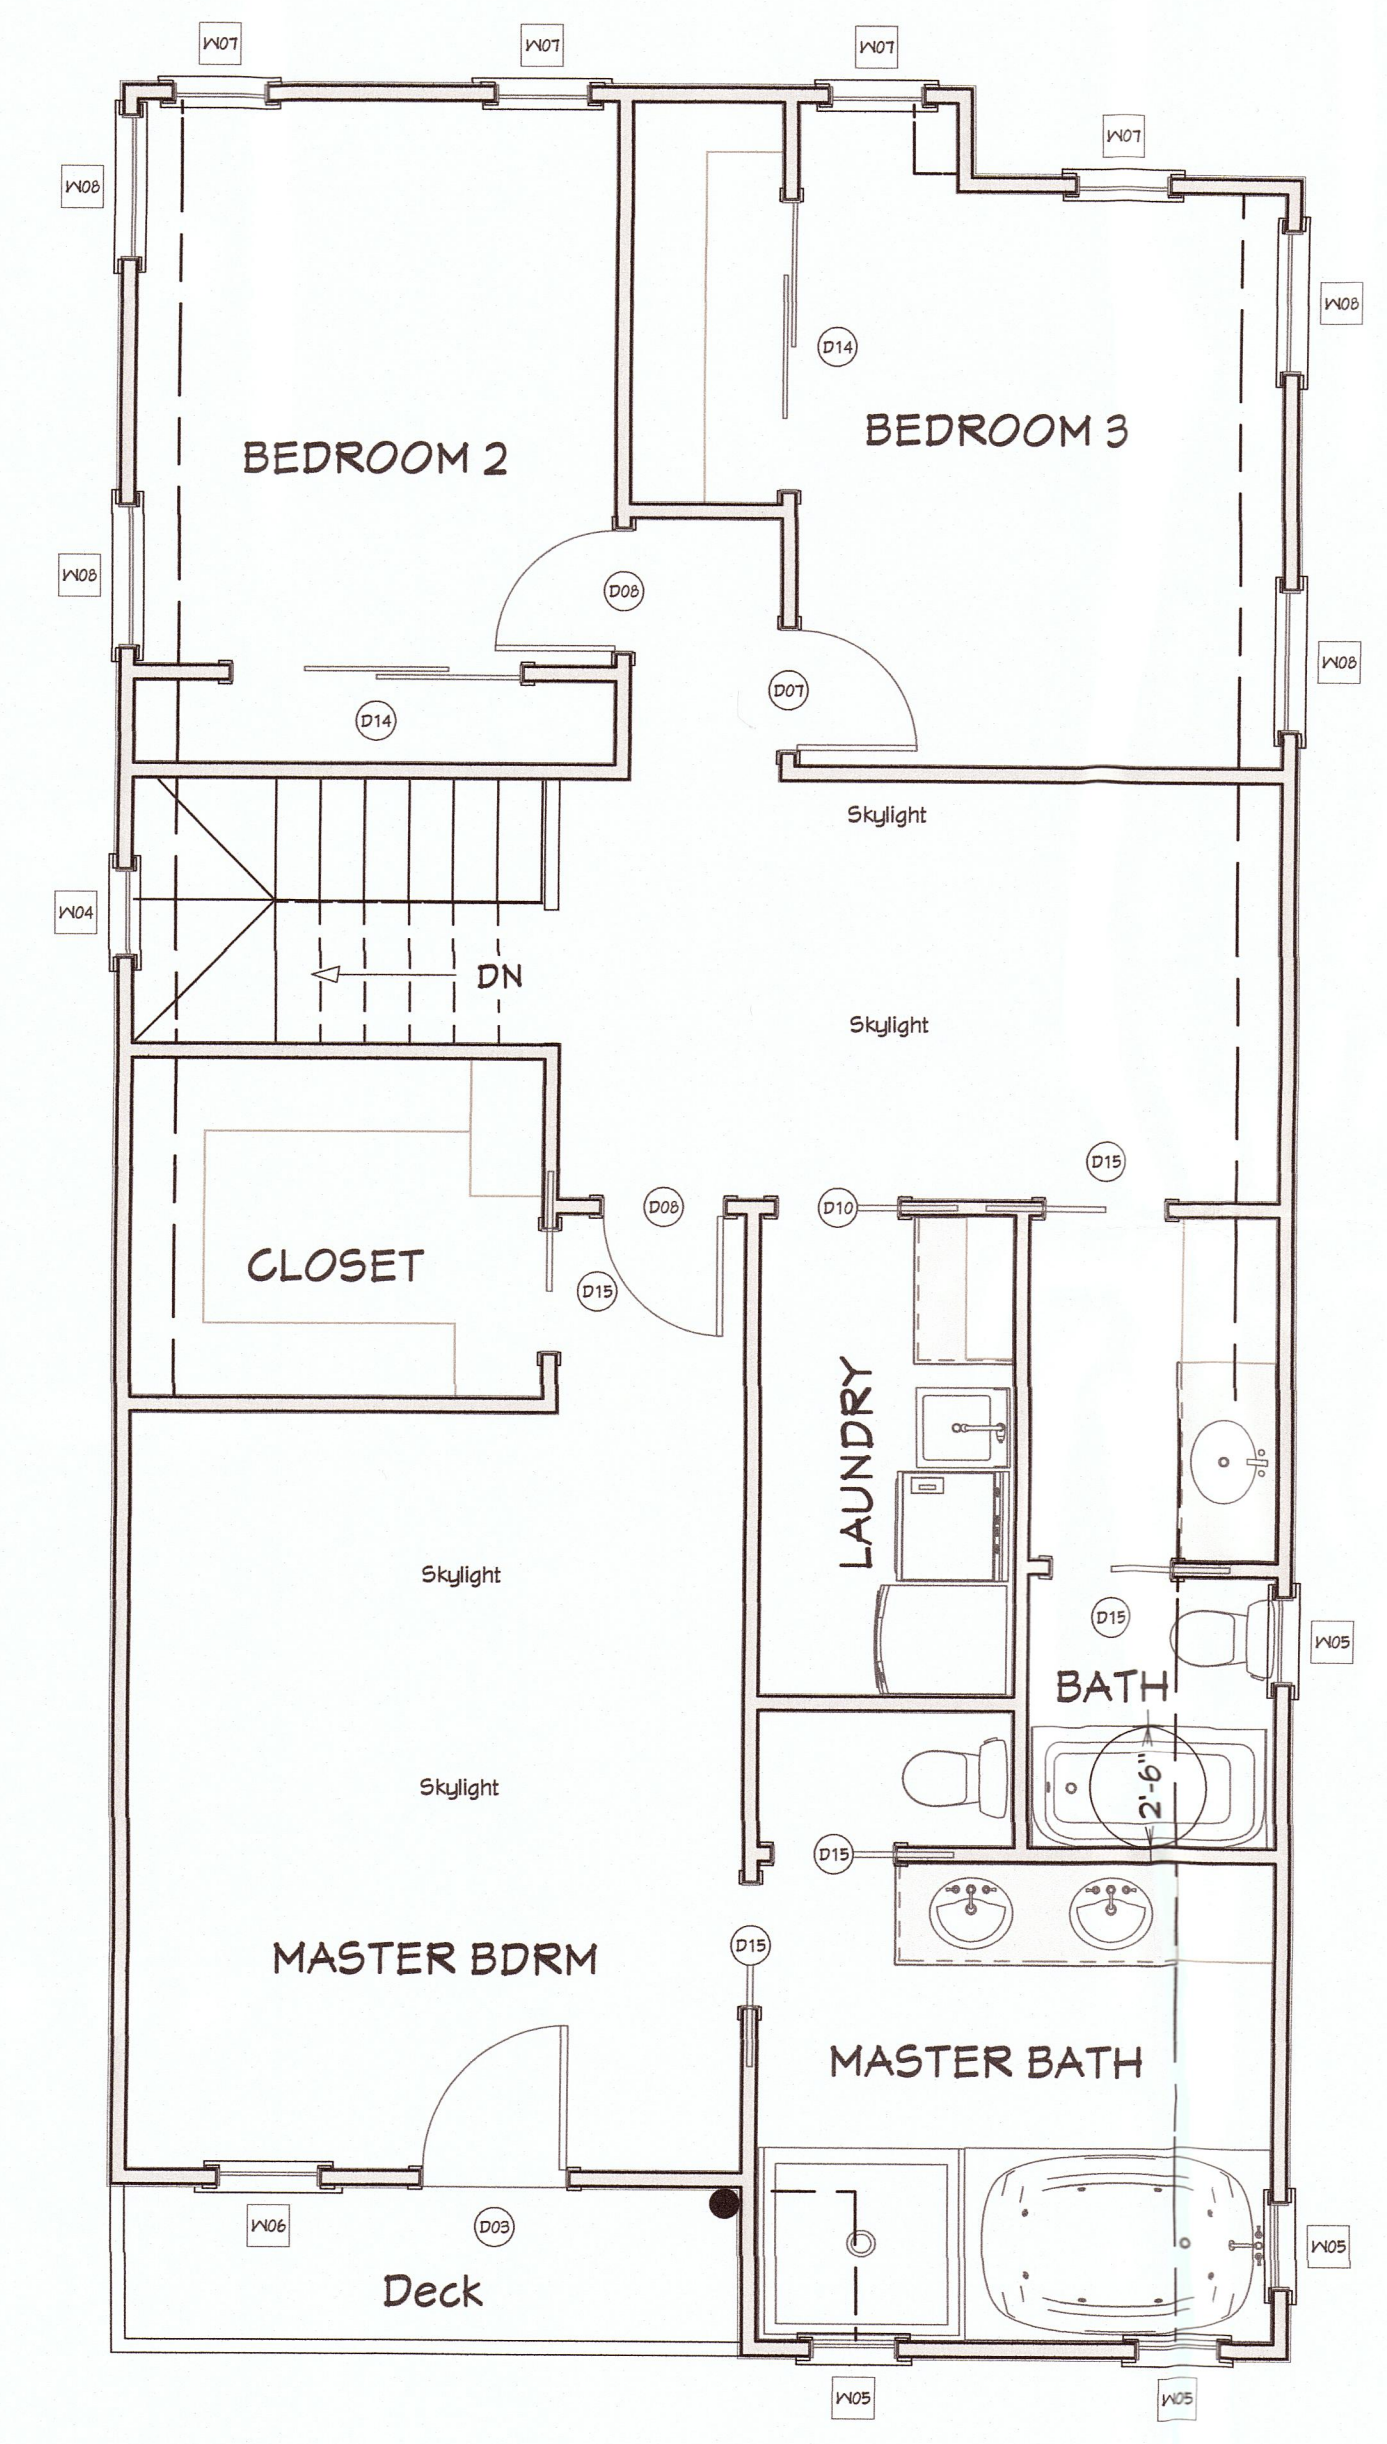 W07
W07
W07
W07
W08
W08
D14
BEDROOM 2
BEDROOM 3
W08
D08
W08
D07
D14
Skylight
W04
DN
Skylight
D15
D08
D10
CLOSET
D15
LAUNDRY
Skylight
D15
W05
BATH
2'-6"
Skylight
D15
D15
MASTER BDRM
MASTER BATH
W06
D03
W05
Deck
W05
W05